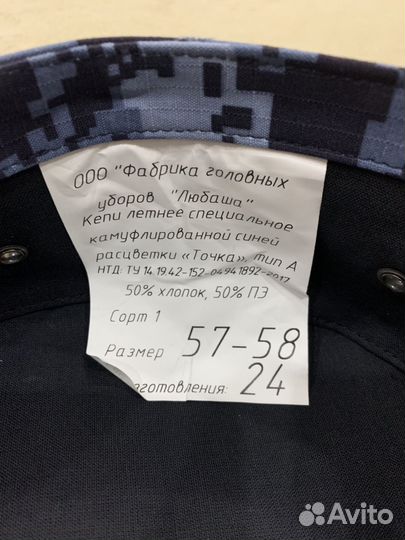 ООО "Фабрика головных
уборов "Любаша"
Кепи летнее специальное
камуфлированной синей
расцветки «Точка», тип А
НТД: ТУ 14.19.42-152-04941892-2017
50% хлопок, 50% ПЭ
Сорт 1
Размер 57-58
зготовления: 24
Avito